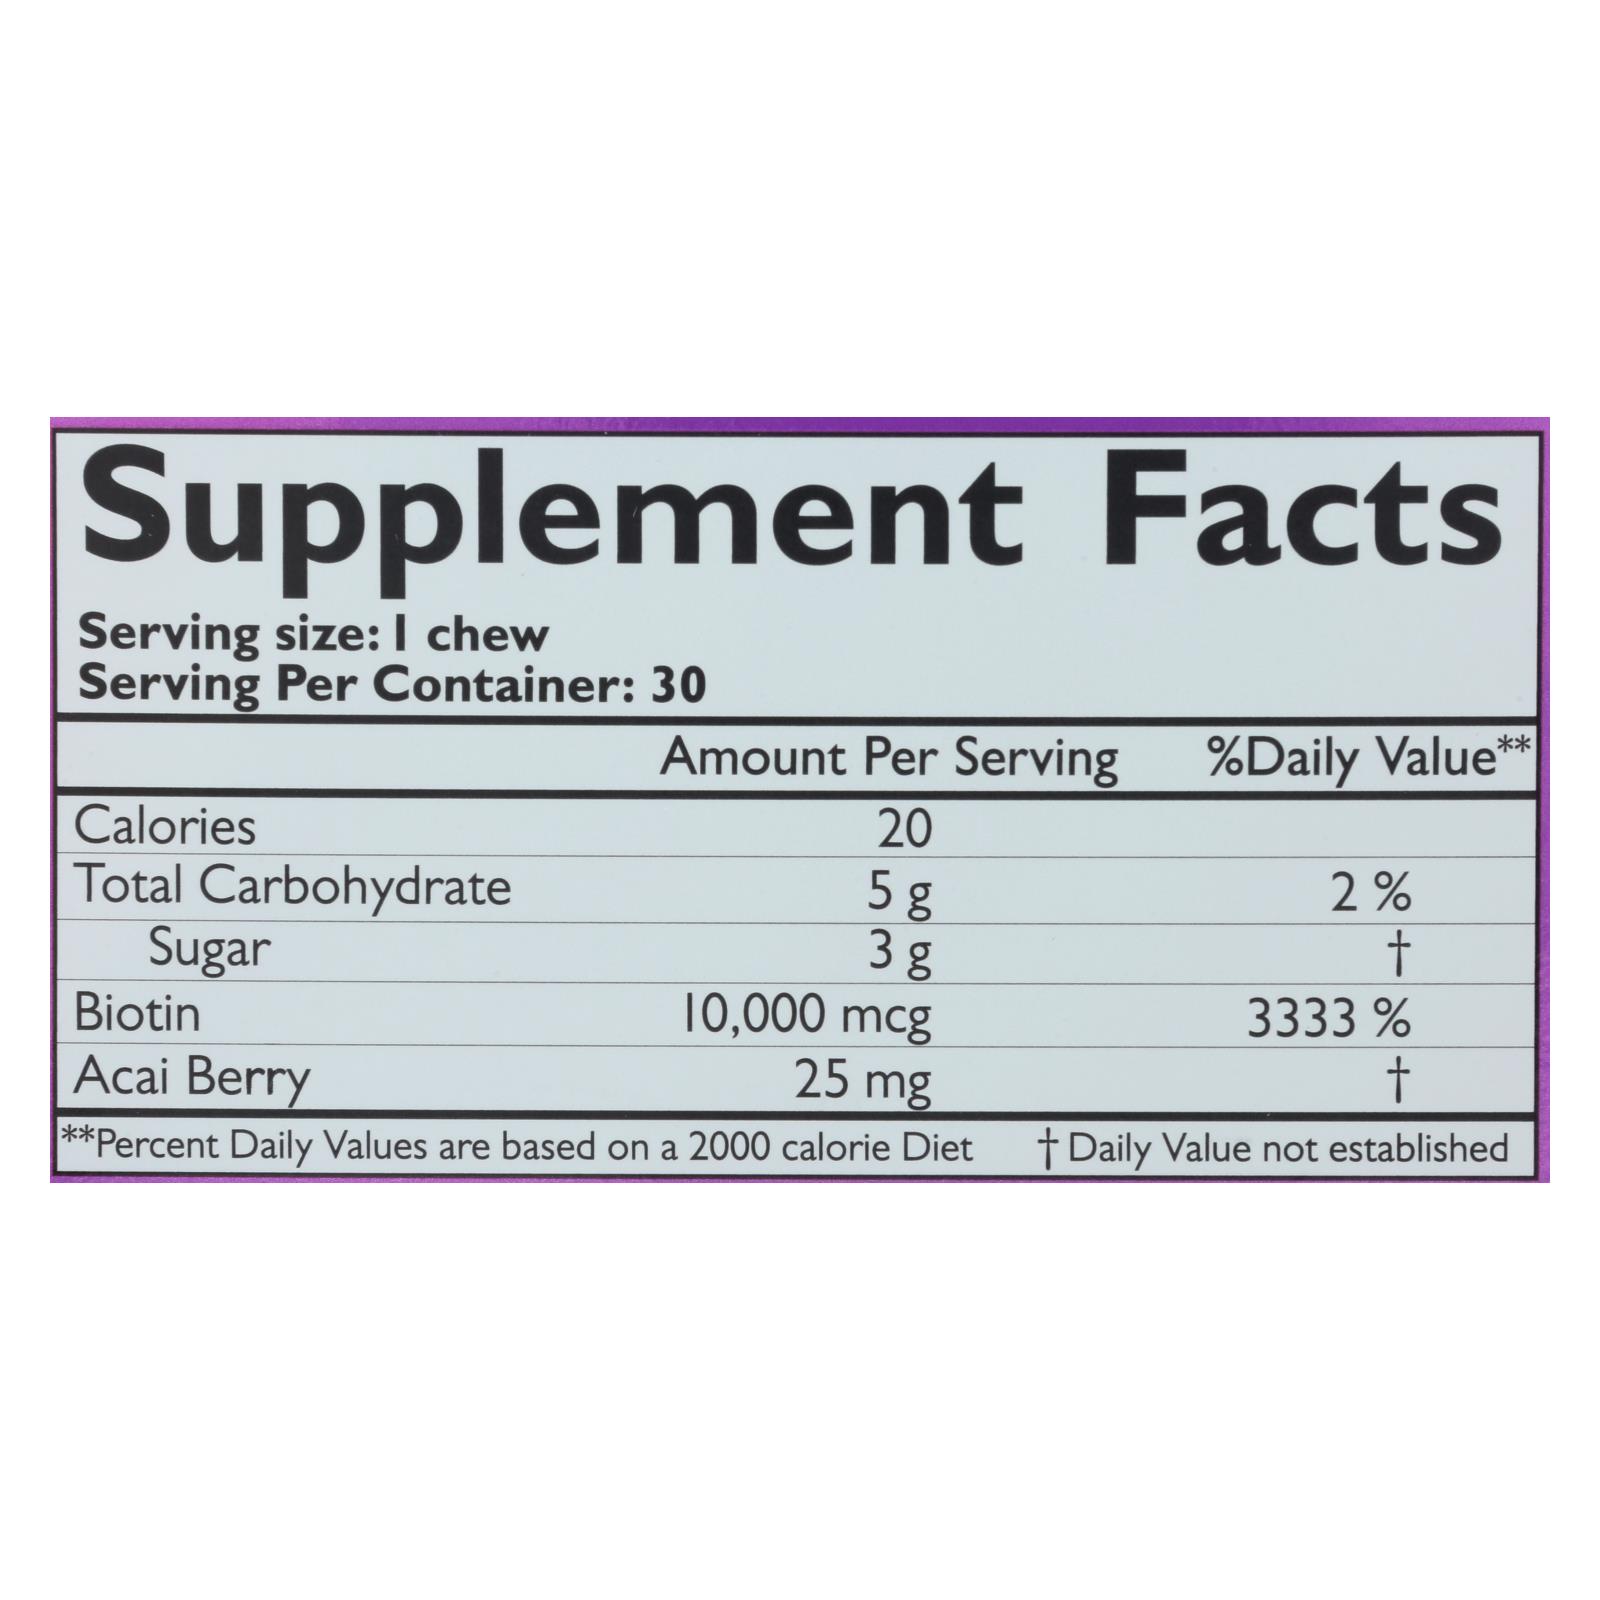 Supplement Facts
Serving size: 1 chew
Serving Per Container: 30
Amount Per Serving %Daily Value**
Calories 20
Total Carbohydrate 5 g 2 %
Sugar 3 g †
Biotin 10,000 mcg 3333 %
Acai Berry 25 mg †
**Percent Daily Values are based on a 2000 calorie Diet † Daily Value not established